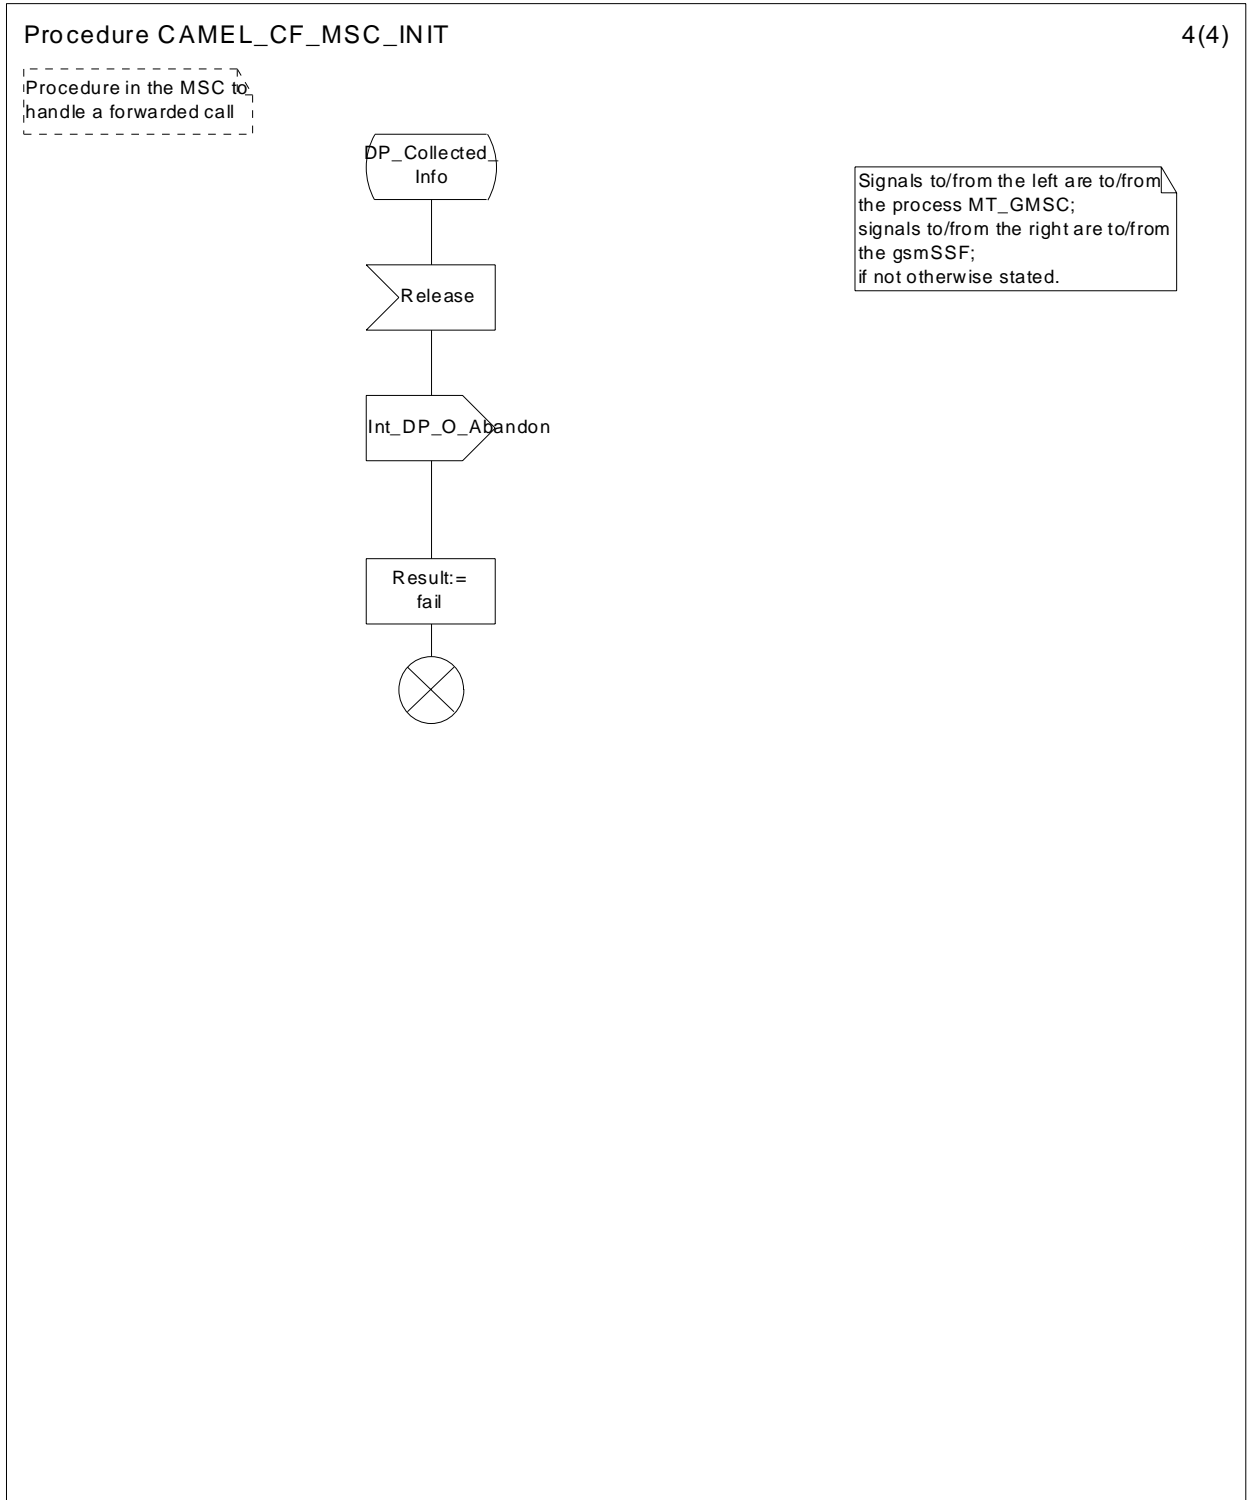 Procedure CAMEL_CF_MSC_INIT
4(4)
Procedure in the MSC to
handle a forwarded call
DP_Collected_
Info
Signals to/from the left are to/from
the process MT_GMSC;
signals to/from the right are to/from
the gsmSSF;
if not otherwise stated.
Release
Int_DP_O_Abandon
Result:=
fail